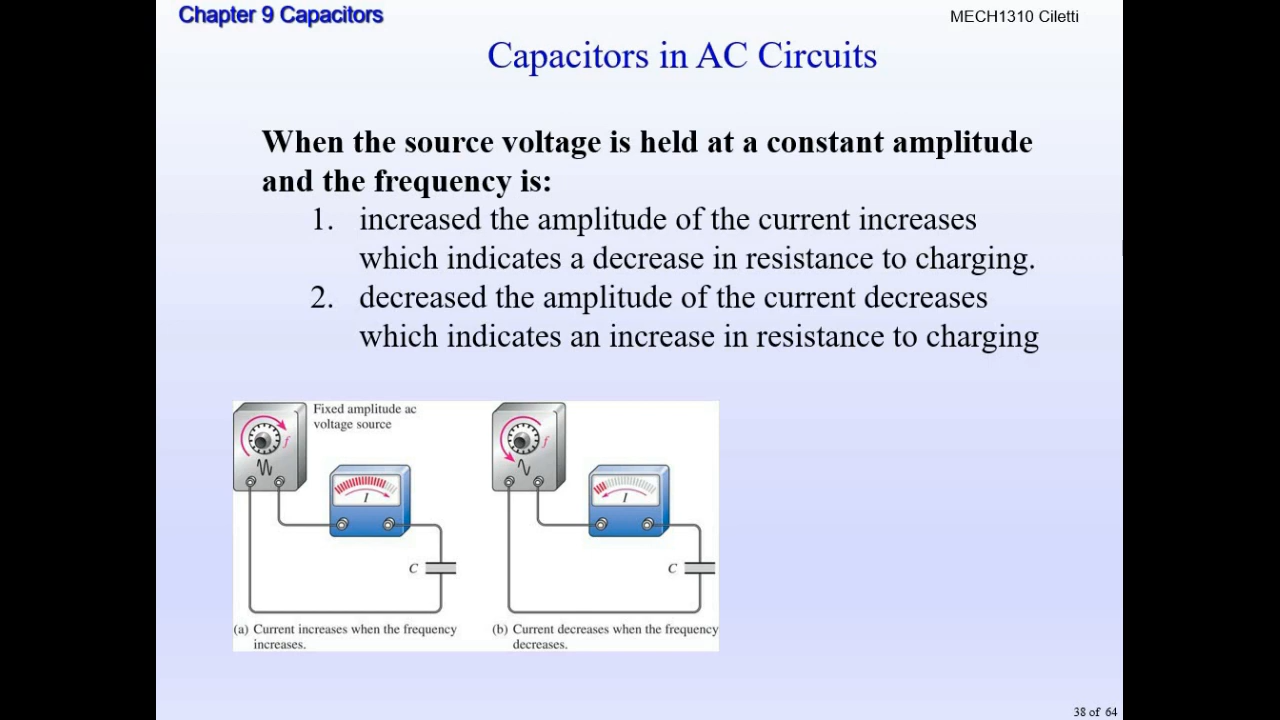 Chapter 9 Capacitors
MECH1310 Ciletti
Capacitors in AC Circuits
When the source voltage is held at a constant amplitude
and the frequency is:
1. increased the amplitude of the current increases
which indicates a decrease in resistance to charging.
2. decreased the amplitude of the current decreases
which indicates an increase in resistance to charging
Fixed amplitude ac
voltage source
f
I
C
(a) Current increases when the frequency
increases.
f
I
C
(b) Current decreases when the frequency
decreases.
38 of 64